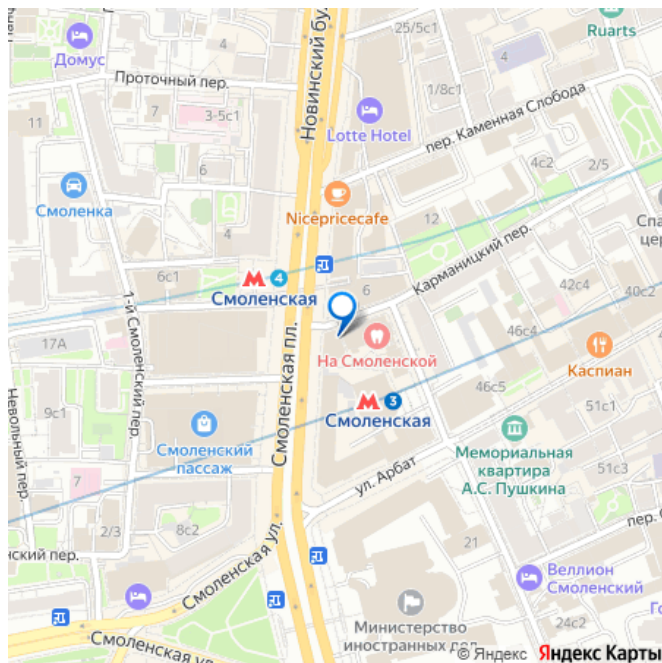 25/5с1
Ruarts
Домус
4
Новинский бул.
Проточный пер.
7
3-5с1
1/8с1
4
Lotte Hotel
пер. Каменная Слобода
11
6
4с2
2/5
Смоленка
Nicepricecafe
12
4
Карманицкий пер.
6с1
4
Смоленская
6
42с4
40с2
1-й Смоленский пер.
Смоленская пл.
17А
46с4
На Смоленской
Каспиан
9с1
3
Смоленская
46с5
51с1
Невольный пер.
Смоленский
пассаж
Мемориальная
квартира
А.С. Пушкина
7
ул. Арбат
51с3
2/3
8с2
21
Смоленская ул.
Веллион
Смоленский
Министерство
иностранных дел
24с2
Смоленская ул.
© Яндекс Яндекс Карты